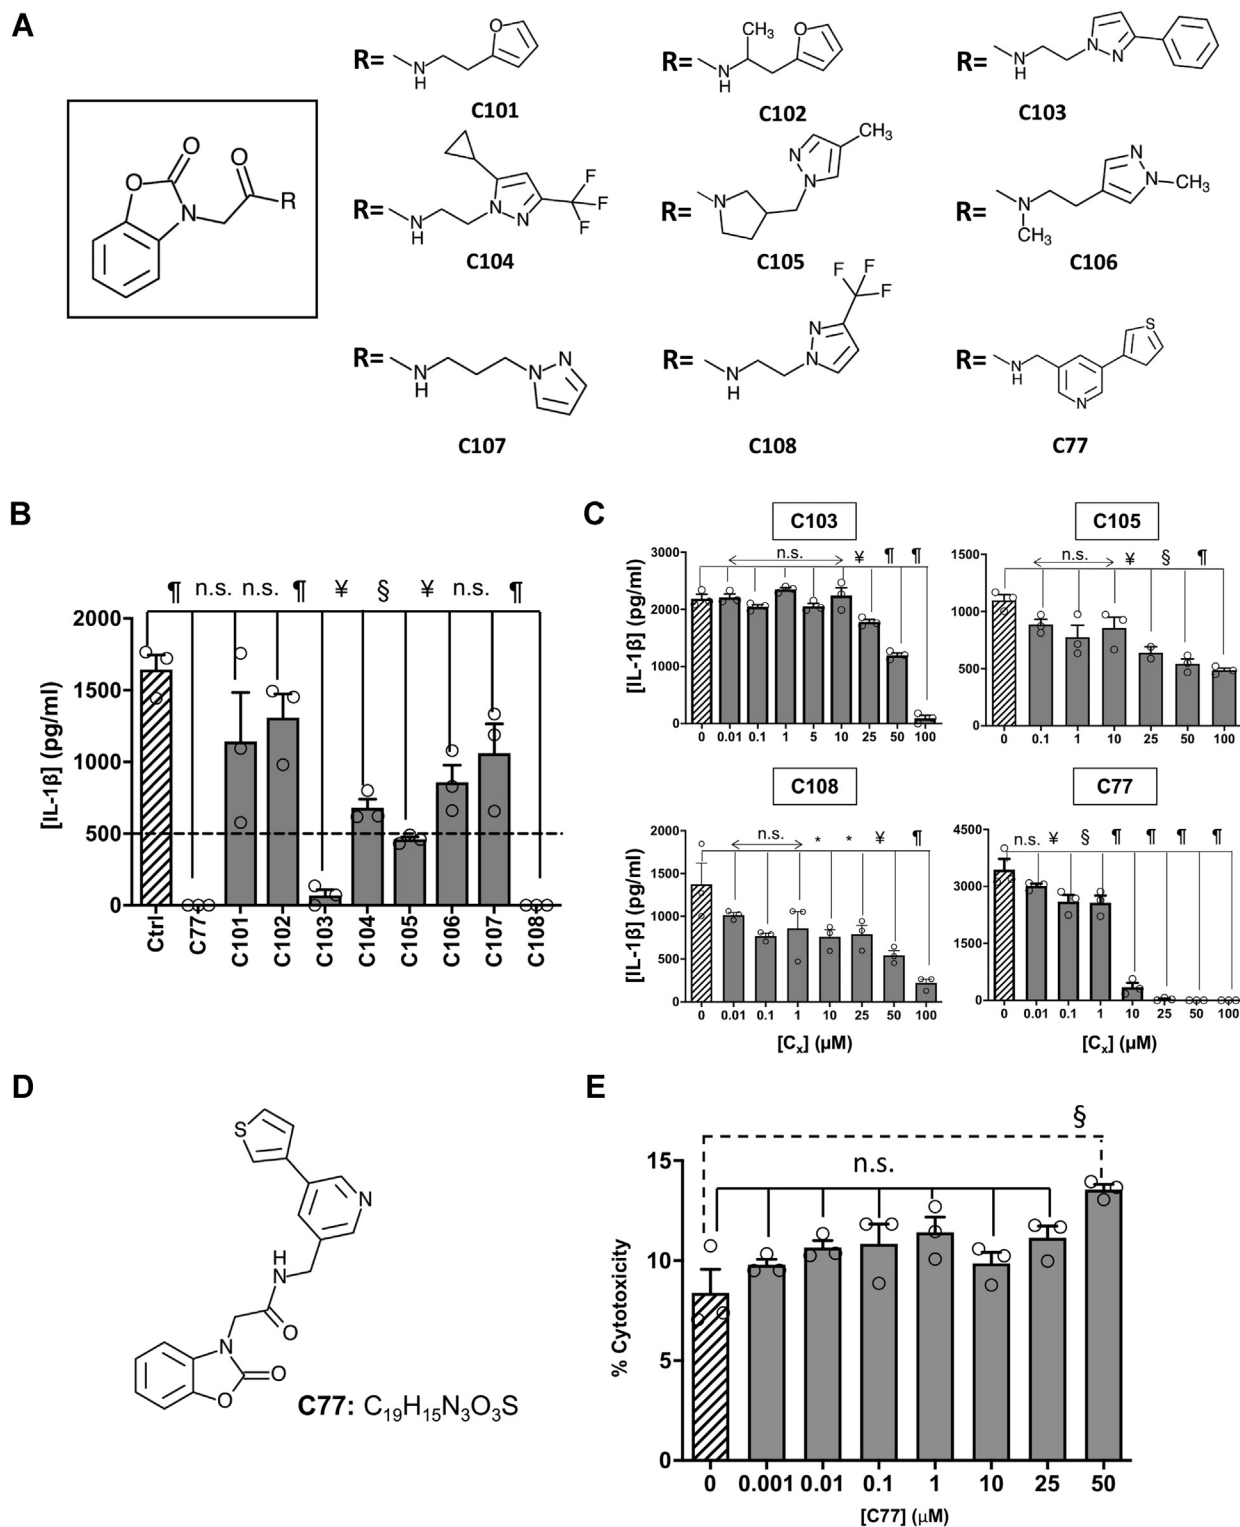 A
R= N H O
C101
R= N H CH₃ O
C102
R= N H N N
C103
O O O N R
R= N H N N F F F
C104
R= N N N CH₃
C105
R= N CH₃ N N CH₃
C106
R= N H N N
C107
R= N H N N F F F
C108
R= N H N S
C77
B
¶ n.s. n.s. ¶ ¥ § ¥ n.s. ¶
[IL-1β] (pg/ml)
2000
1500
1000
500
0
Ctrl C77 C101 C102 C103 C104 C105 C106 C107 C108
C
C103
n.s. ¥ ¶ ¶
[IL-1β] (pg/ml)
3000
2000
1000
0
0 0.01 0.1 1 5 10 25 50 100
C105
n.s. ¥ § ¶
1500
1000
500
0
0 0.1 1 10 25 50 100
C108
n.s. * * ¥ ¶
[IL-1β] (pg/ml)
2000
1500
1000
500
0
0 0.01 0.1 1 10 25 50 100
[Cₓ] (µM)
C77
n.s. ¥ § ¶ ¶ ¶ ¶
4500
3000
1500
0
0 0.01 0.1 1 10 25 50 100
[Cₓ] (µM)
D
S
N
H
N
O
N
O
O
C77: C₁₉H₁₅N₃O₃S
E
§
n.s.
% Cytotoxicity
15
10
5
0
0 0.001 0.01 0.1 1 10 25 50
[C77] (µM)